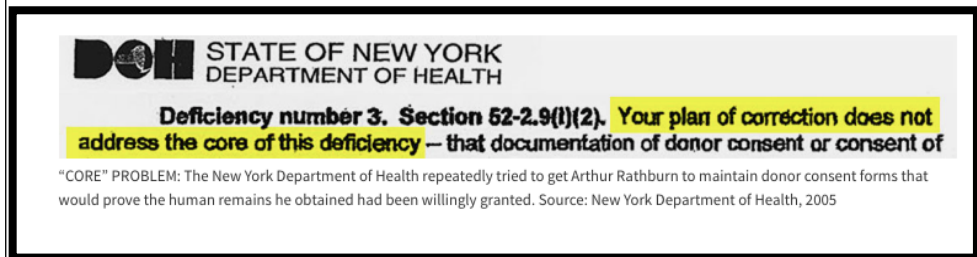 DOH STATE OF NEW YORK
DEPARTMENT OF HEALTH
Deficiency number 3. Section 52-2.9(l)(2). Your plan of correction does not
address the core of this deficiency – that documentation of donor consent or consent of
“CORE” PROBLEM: The New York Department of Health repeatedly tried to get Arthur Rathburn to maintain donor consent forms that
would prove the human remains he obtained had been willingly granted. Source: New York Department of Health, 2005